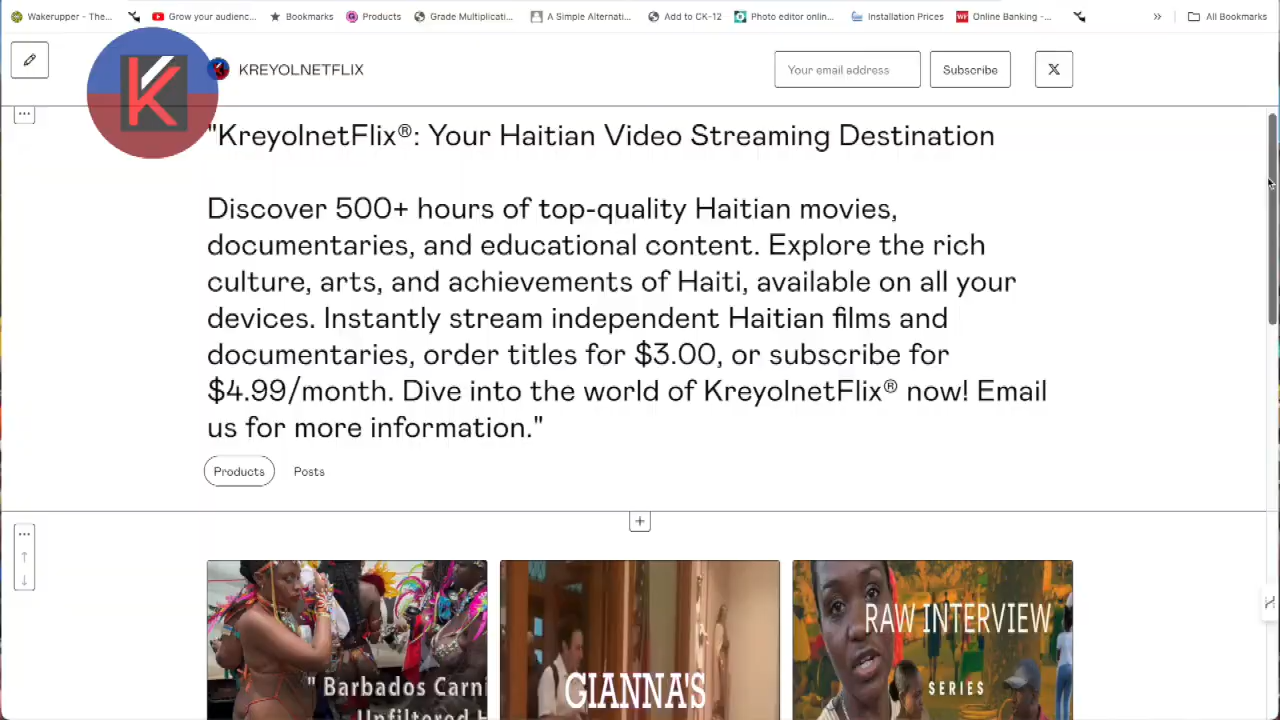 Wakerupper - The...
Grow your audienc...
Bookmarks
Products
Grade Multiplicati...
A Simple Alternati...
Add to CK-12
Photo editor onlin...
Installation Prices
WF
Online Banking -...
»
All Bookmarks
K
KREYOLNETFLIX
Your email address
Subscribe
X
"KreyolnetFlix®: Your Haitian Video Streaming Destination
Discover 500+ hours of top-quality Haitian movies,
documentaries, and educational content. Explore the rich
culture, arts, and achievements of Haiti, available on all your
devices. Instantly stream independent Haitian films and
documentaries, order titles for $3.00, or subscribe for
$4.99/month. Dive into the world of KreyolnetFlix® now! Email
us for more information."
Products
Posts
+
" Barbados Carni
Unfiltered H
GIANNA'S
RAW INTERVIEW
SERIES